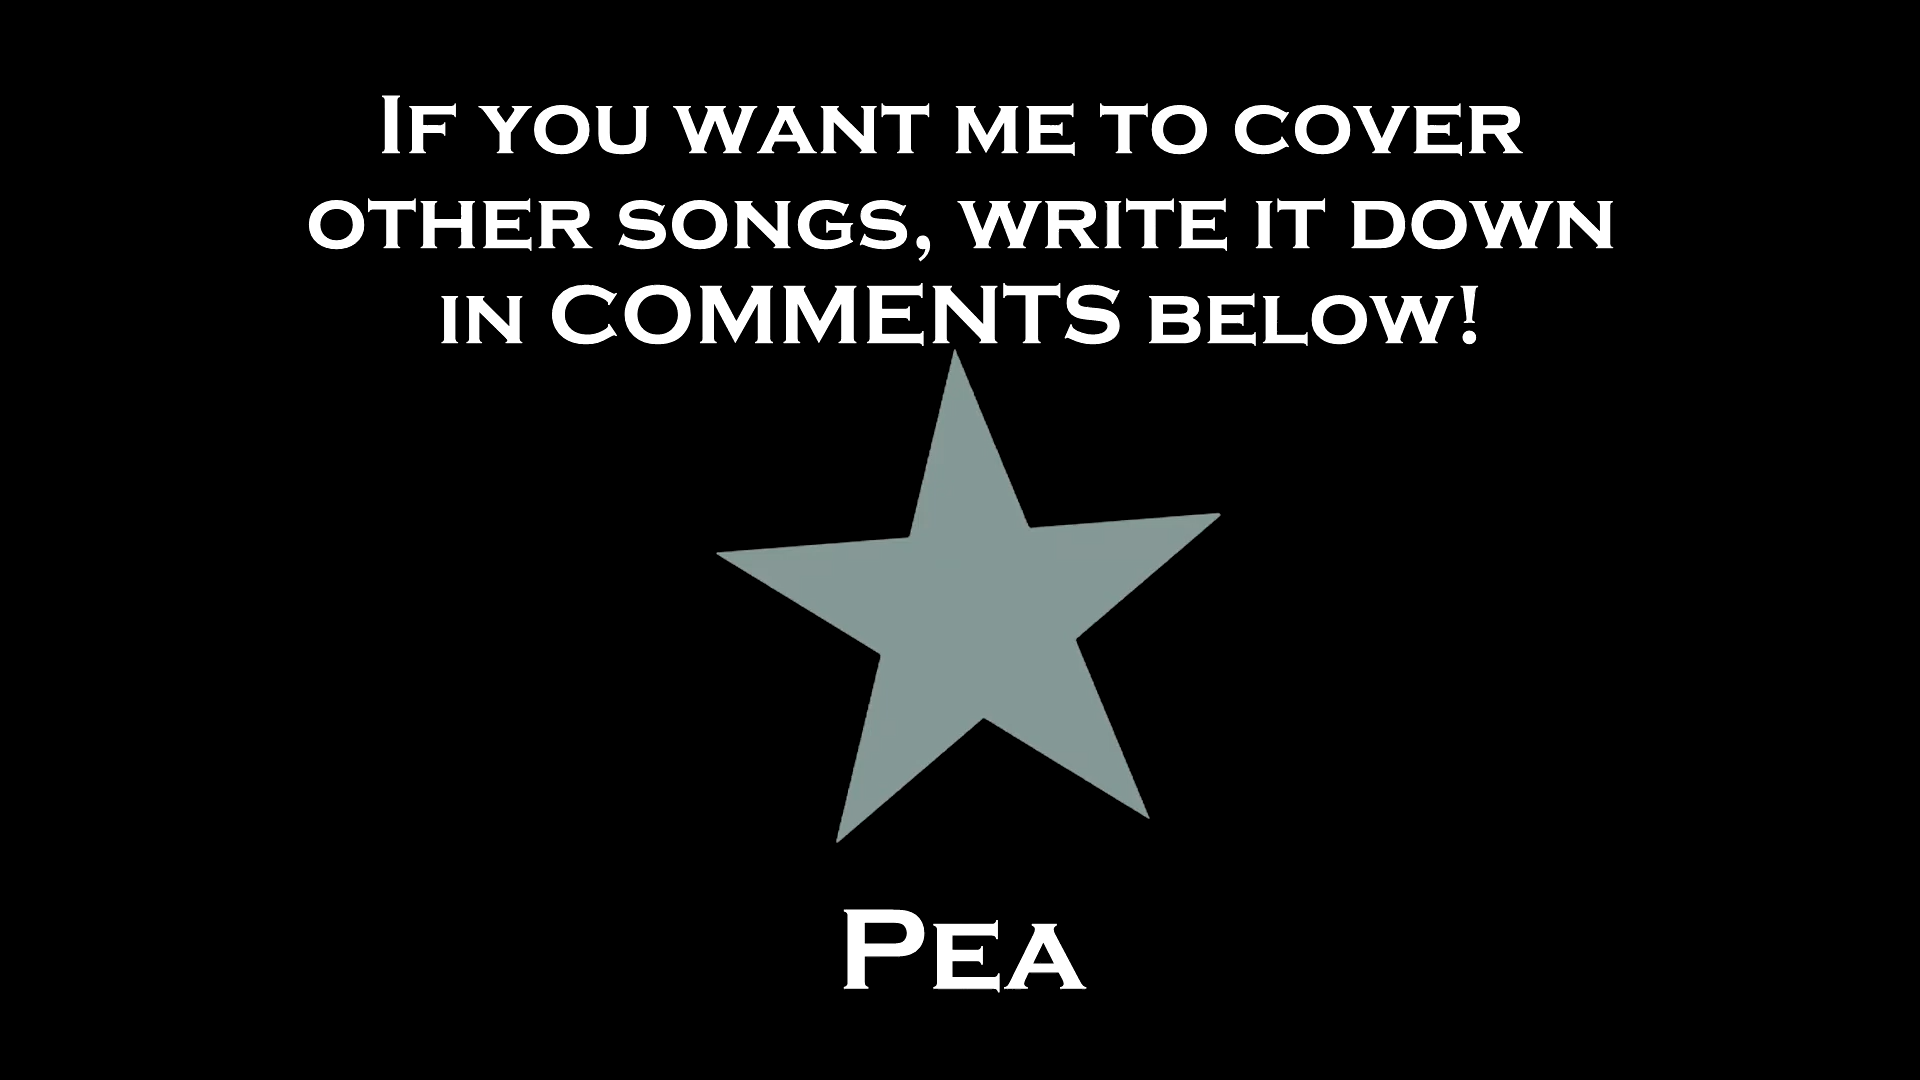 If you want me to cover
other songs, write it down
in COMMENTS below!
Pea